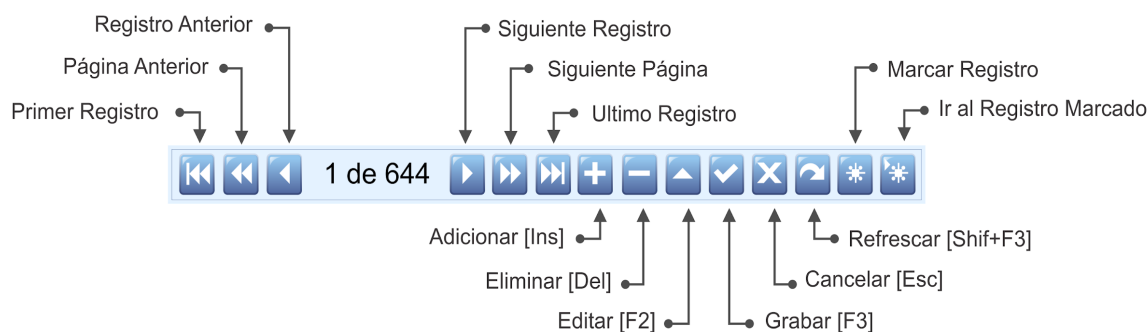 Registro Anterior
Siguiente Registro
Página Anterior
Siguiente Página
Marcar Registro
Primer Registro
Ultimo Registro
Ir al Registro Marcado
1 de 644
Adicionar [Ins]
Refrescar [Shif+F3]
Eliminar [Del]
Cancelar [Esc]
Editar [F2]
Grabar [F3]